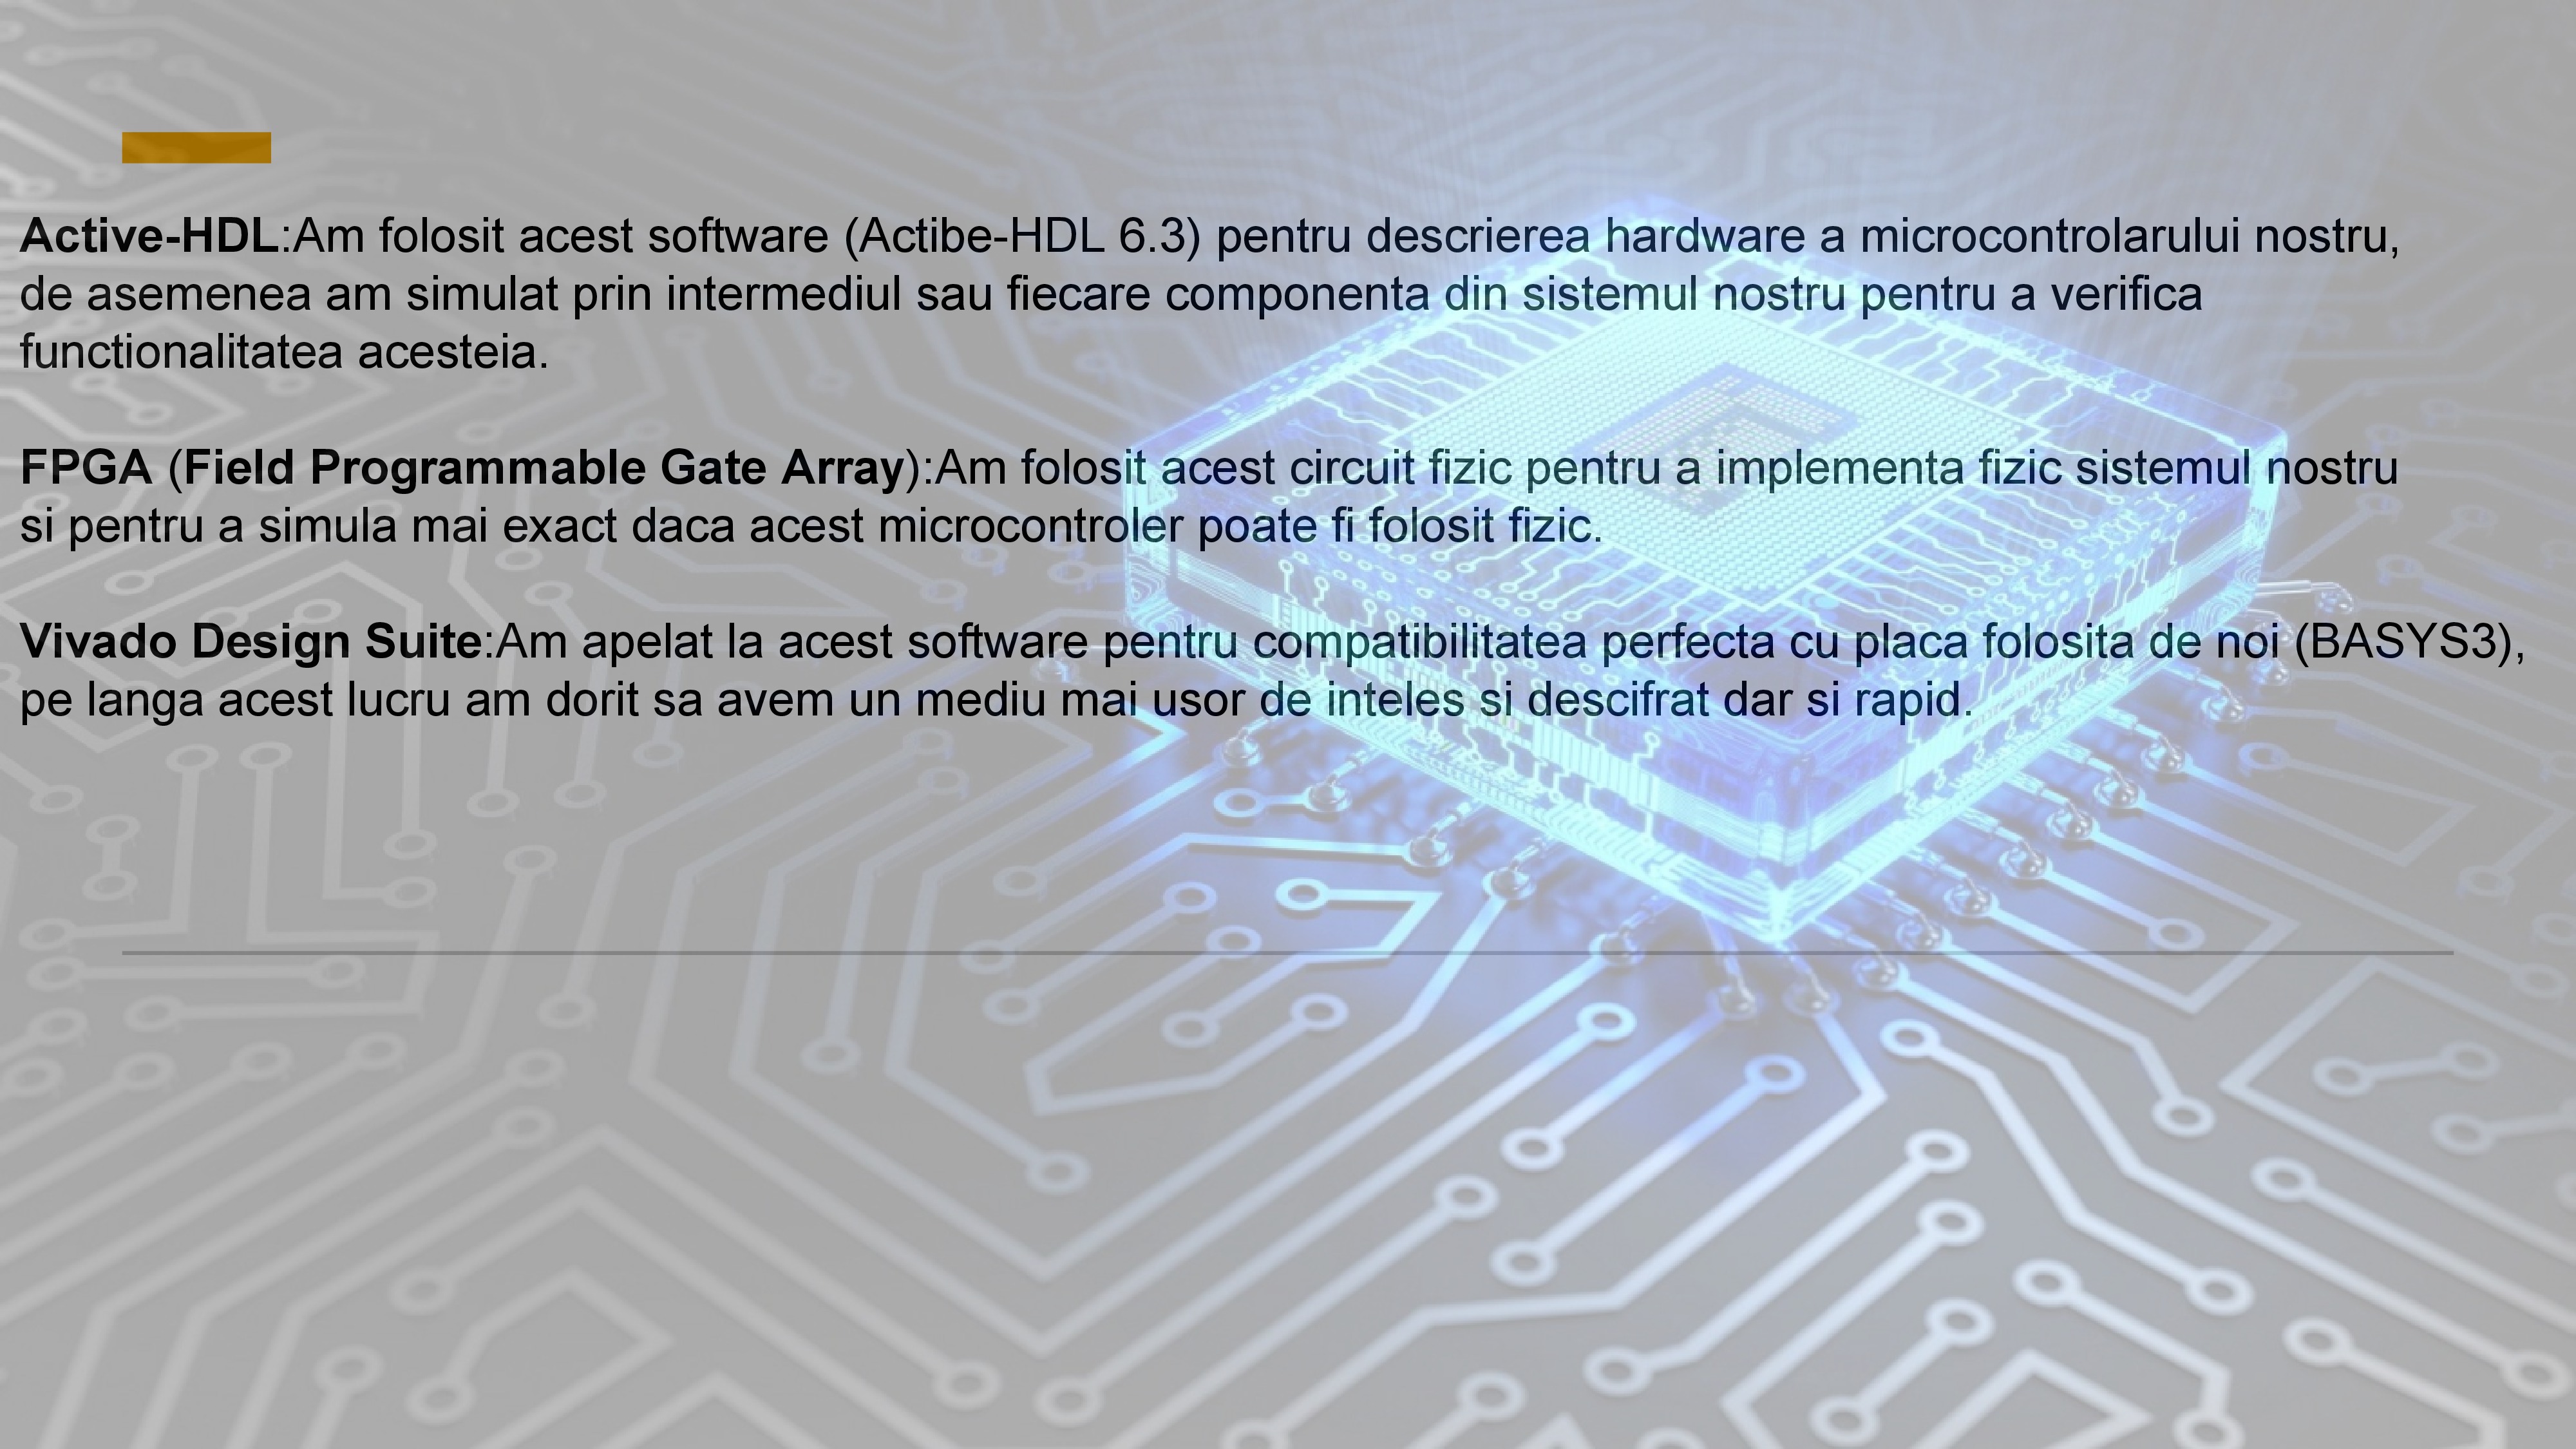 Active-HDL:Am folosit acest software (Actibe-HDL 6.3) pentru descrierea hardware a microcontrolarului nostru,
de asemenea am simulat prin intermediul sau fiecare componenta din sistemul nostru pentru a verifica
functionalitatea acesteia.
FPGA (Field Programmable Gate Array):Am folosit acest circuit fizic pentru a implementa fizic sistemul nostru
si pentru a simula mai exact daca acest microcontroler poate fi folosit fizic.
Vivado Design Suite:Am apelat la acest software pentru compatibilitatea perfecta cu placa folosita de noi (BASYS3),
pe langa acest lucru am dorit sa avem un mediu mai usor de inteles si descifrat dar si rapid.